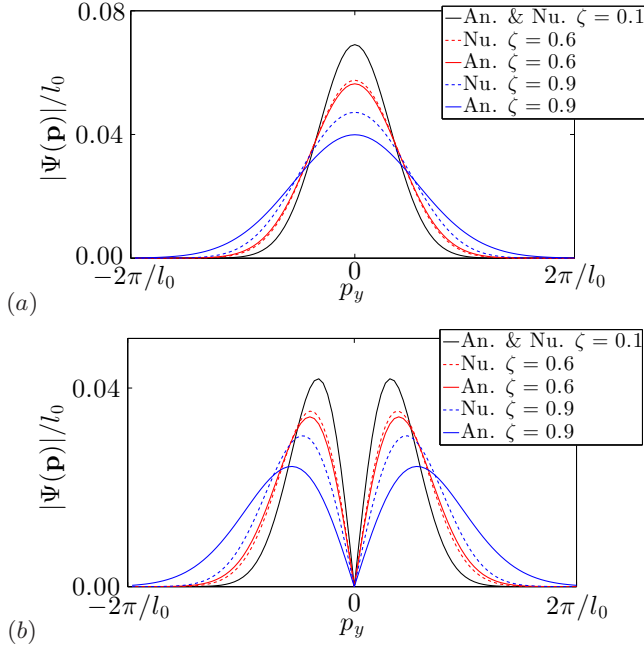 0.08
An. & Nu. ζ = 0.1
Nu. ζ = 0.6
An. ζ = 0.6
Nu. ζ = 0.9
An. ζ = 0.9
|Ψ(p)|/l₀
0.04
0.00
−2π/l₀ 0 2π/l₀
p_y
(a)
An. & Nu. ζ = 0.1
Nu. ζ = 0.6
An. ζ = 0.6
Nu. ζ = 0.9
An. ζ = 0.9
0.04
|Ψ(p)|/l₀
0.00
−2π/l₀ 0 2π/l₀
p_y
(b)